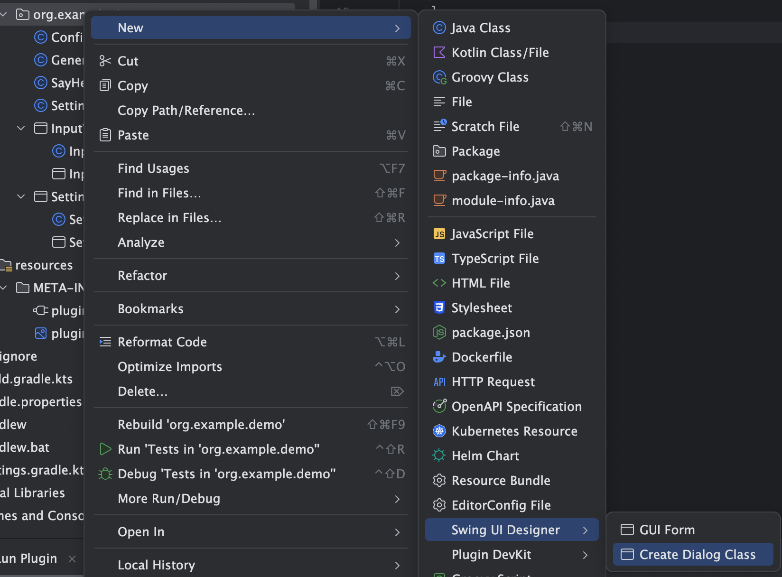 org.exa
Confi
Gener
SayHe
Settin
Input
Inp
Inp
Settin
Se
Se
resources
META-IN
plugin
plugin
ignore
ld.gradle.kts
dle.properties
dlew
dlew.bat
tings.gradle.kt
al Libraries
hes and Conso
un Plugin ×
New
Cut ⌘X
Copy ⌘C
Copy Path/Reference...
Paste ⌘V
Find Usages ⌥F7
Find in Files... ⇧⌘F
Replace in Files... ⇧⌘R
Analyze
Refactor
Bookmarks
Reformat Code ⌥⌘L
Optimize Imports ⌃⌥O
Delete... ⌦
Rebuild 'org.example.demo' ⇧⌘F9
Run 'Tests in 'org.example.demo'' ⌃⇧R
Debug 'Tests in 'org.example.demo'' ⌃⇧D
More Run/Debug
Open In
Local History
Java Class
Kotlin Class/File
Groovy Class
File
Scratch File ⇧⌘N
Package
package-info.java
module-info.java
JS JavaScript File
TS TypeScript File
HTML File
Stylesheet
package.json
Dockerfile
API HTTP Request
OpenAPI Specification
Kubernetes Resource
Helm Chart
Resource Bundle
EditorConfig File
Swing UI Designer
Plugin DevKit
GUI Form
Create Dialog Class